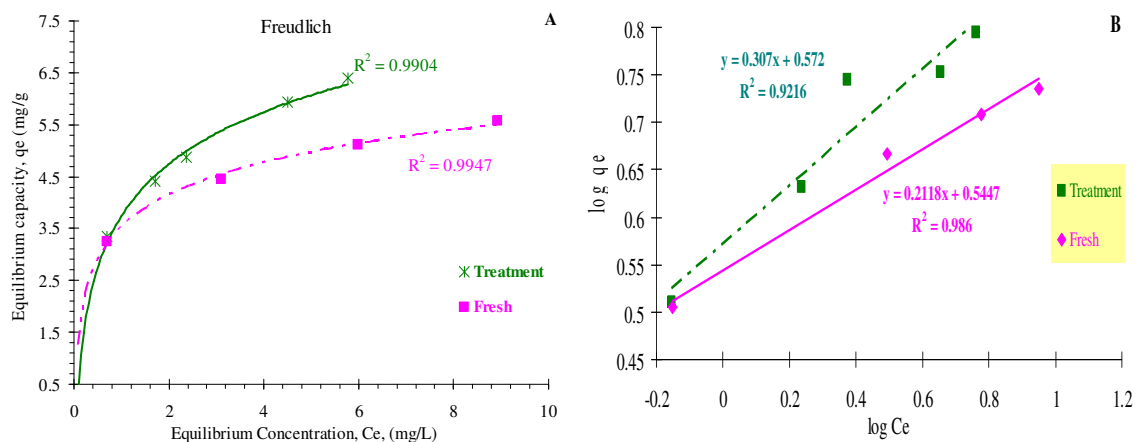 A
Freudlich
Equilibrium capacity, qe (mg/g)
7.5
6.5
5.5
4.5
3.5
2.5
1.5
0.5
R² = 0.9904
R² = 0.9947
Treatment
Fresh
0 2 4 6 8 10
Equilibrium Concentration, Ce, (mg/L)
B
log qe
0.8
0.75
0.7
0.65
0.6
0.55
0.5
0.45
y = 0.307x + 0.572
R² = 0.9216
y = 0.2118x + 0.5447
R² = 0.986
Treatment
Fresh
-0.2 0 0.2 0.4 0.6 0.8 1 1.2
log Ce